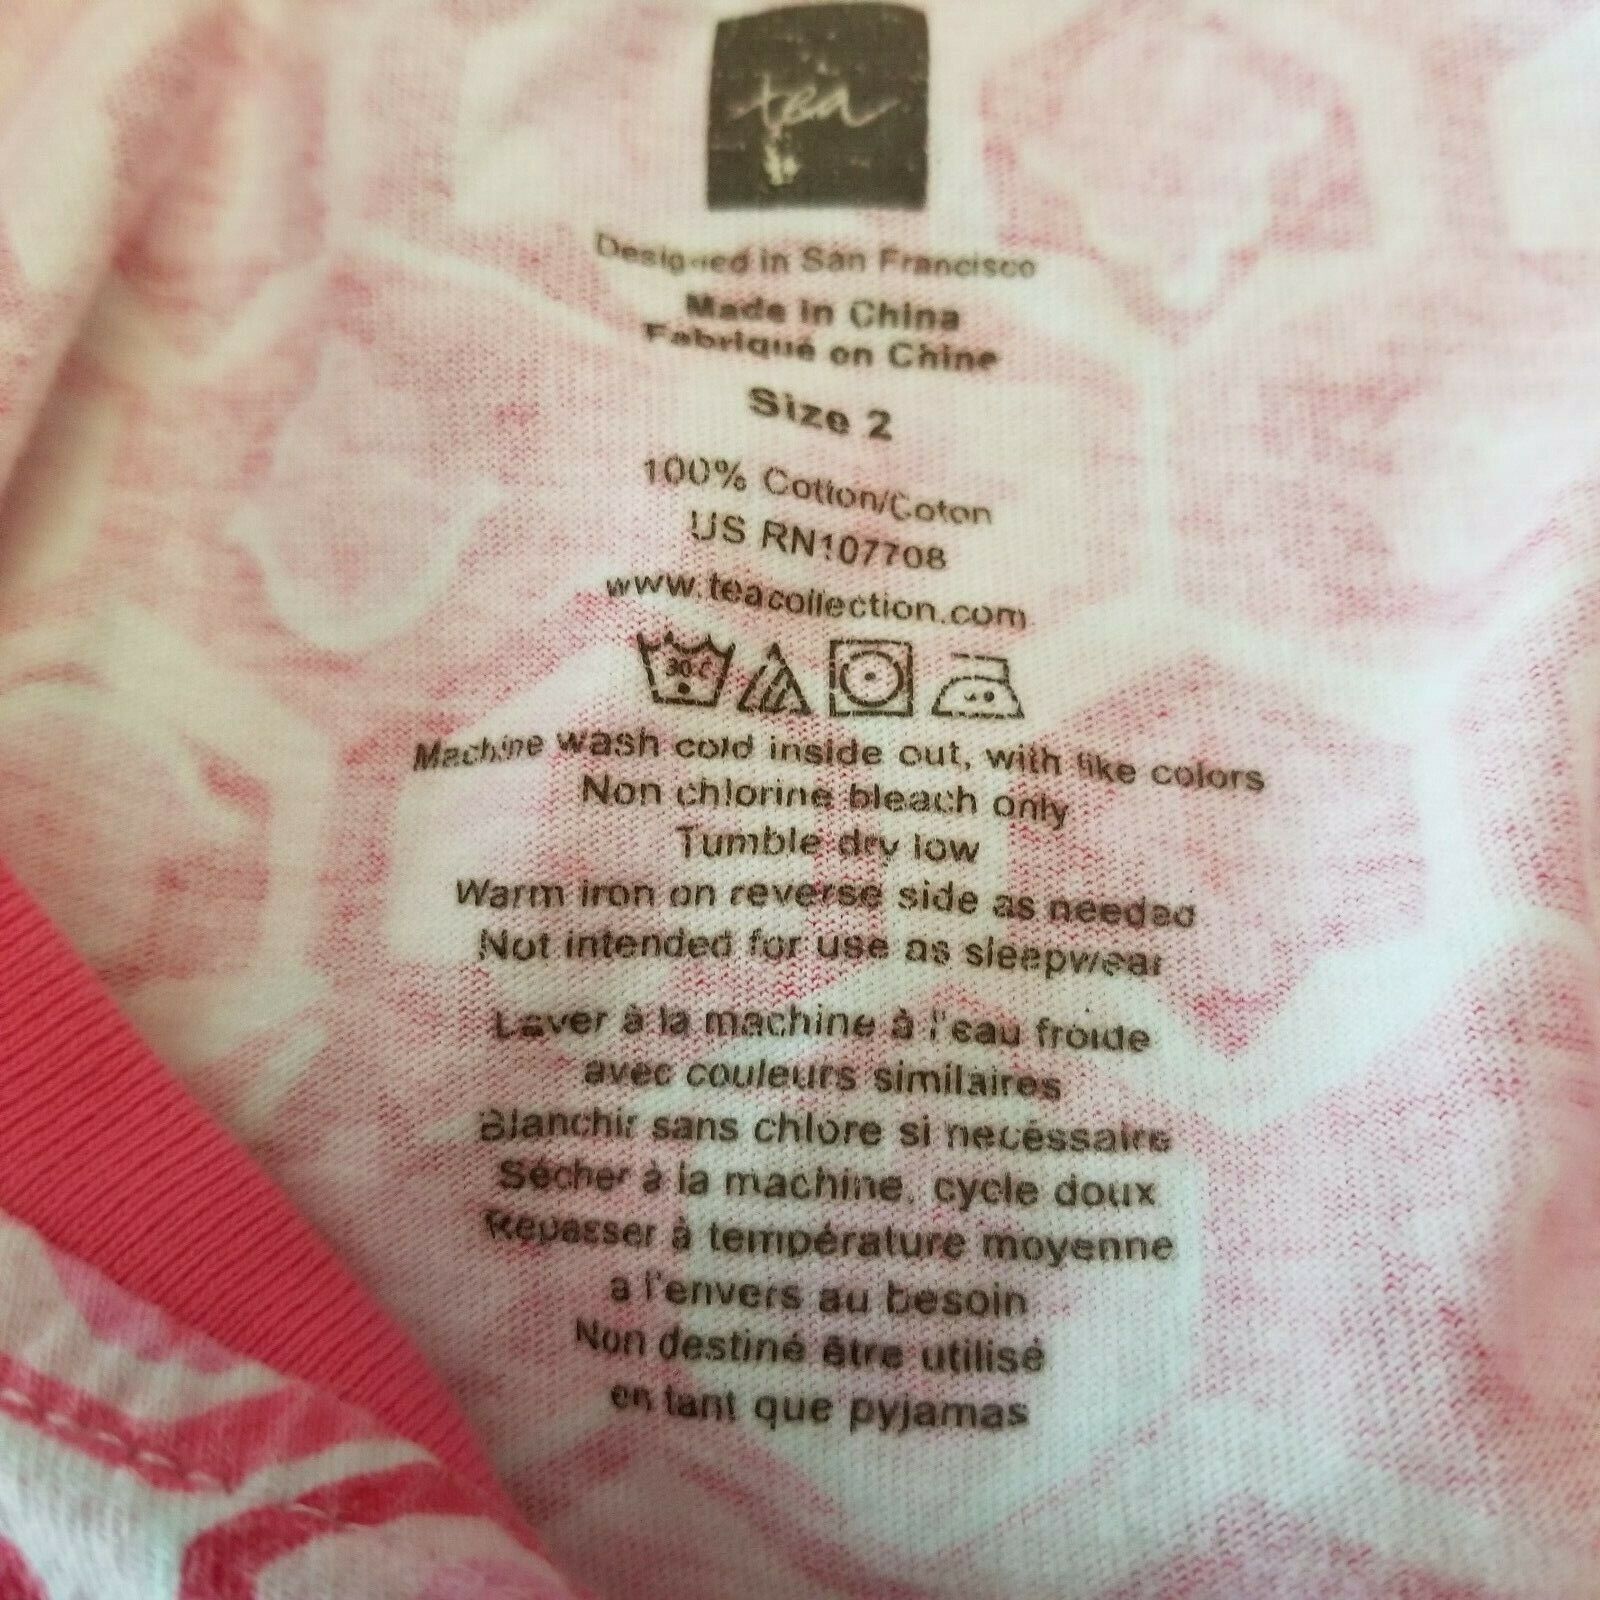 tea
Designed in San Francisco
Made in China
Fabriqué en Chine
Size 2
100% Cotton/Coton
US RN107708
www.teacollection.com
30°C
Machine wash cold inside out, with like colors
Non chlorine bleach only
Tumble dry low
Warm iron on reverse side as needed
Not intended for use as sleepwear
Laver à la machine à l'eau froide
avec couleurs similaires
Blanchir sans chlore si necéssaire
Sécher à la machine, cycle doux
Repasser à température moyenne
a l'envers au besoin
Non destiné être utilisé
en tant que pyjamas